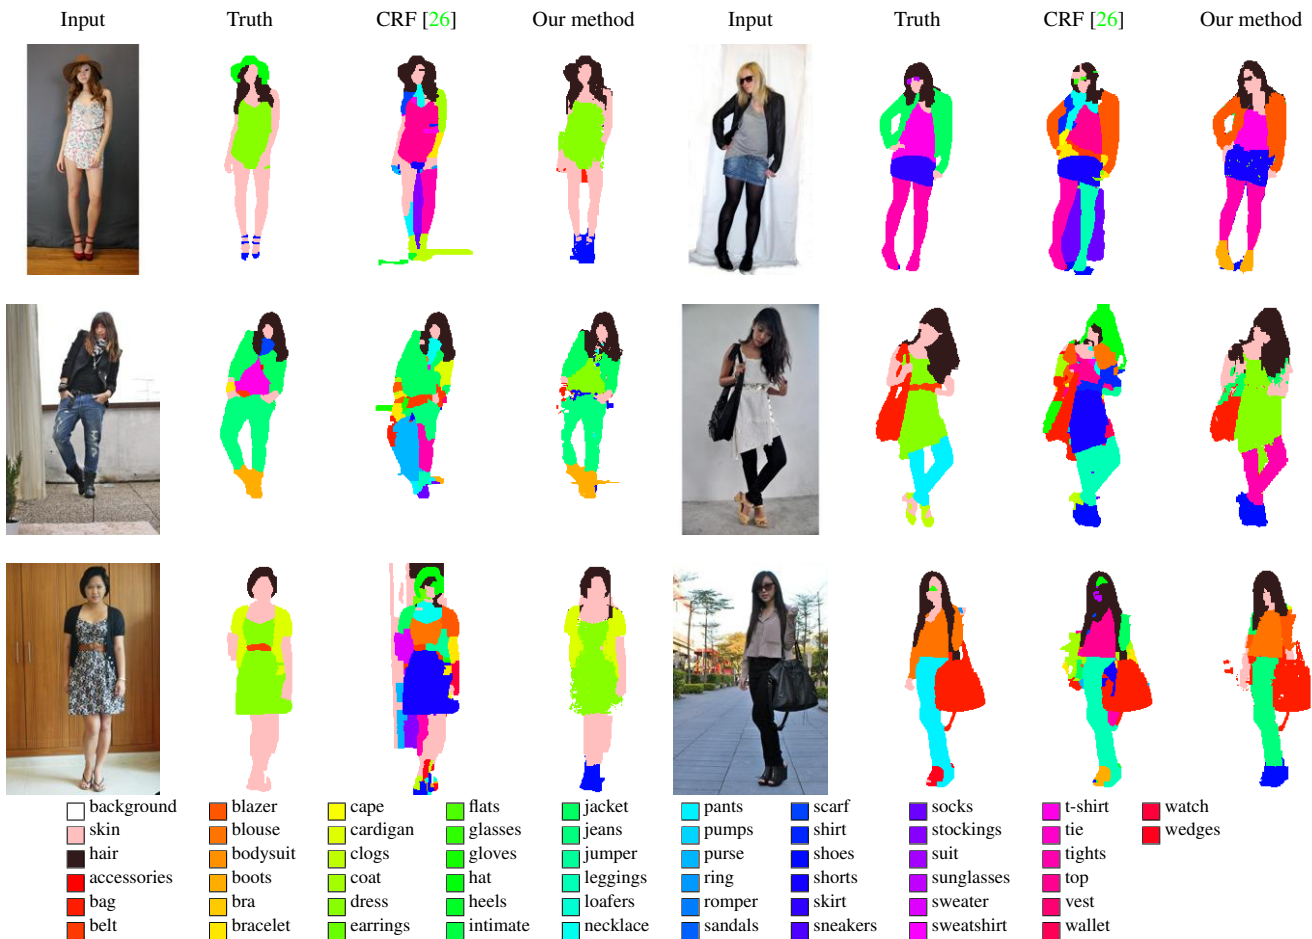 Input Truth CRF [26] Our method Input Truth CRF [26] Our method
background blazer cape flats jacket pants scarf socks t-shirt watch
skin blouse cardigan glasses jeans pumps shirt stockings tie wedges
hair bodysuit clogs gloves jumper purse shoes suit tights
accessories boots coat hat leggings ring shorts sunglasses top
bag bra dress heels loafers romper skirt sweater vest
belt bracelet earrings intimate necklace sandals sneakers sweatshirt wallet